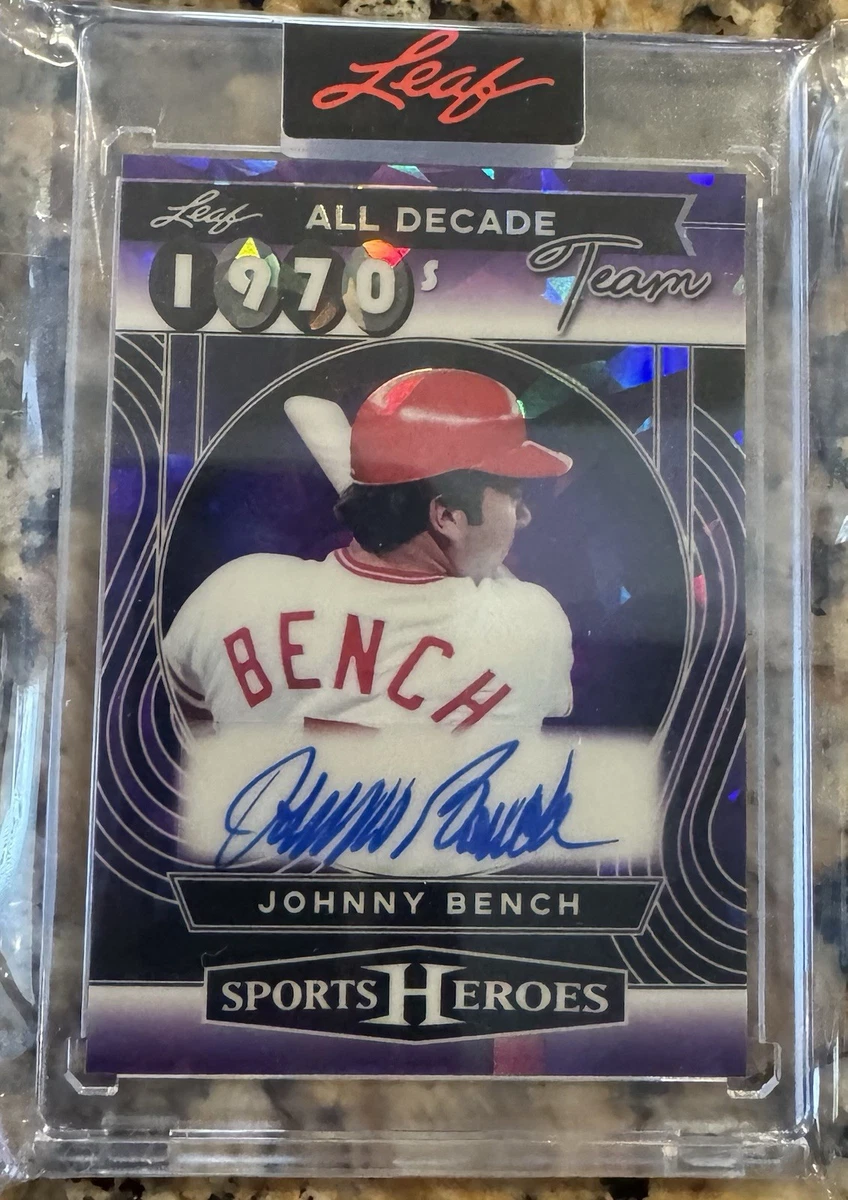 Leaf
Leaf ALL DECADE
1970s Team
BENCH
Johnny Bench
JOHNNY BENCH
SPORTS HEROES